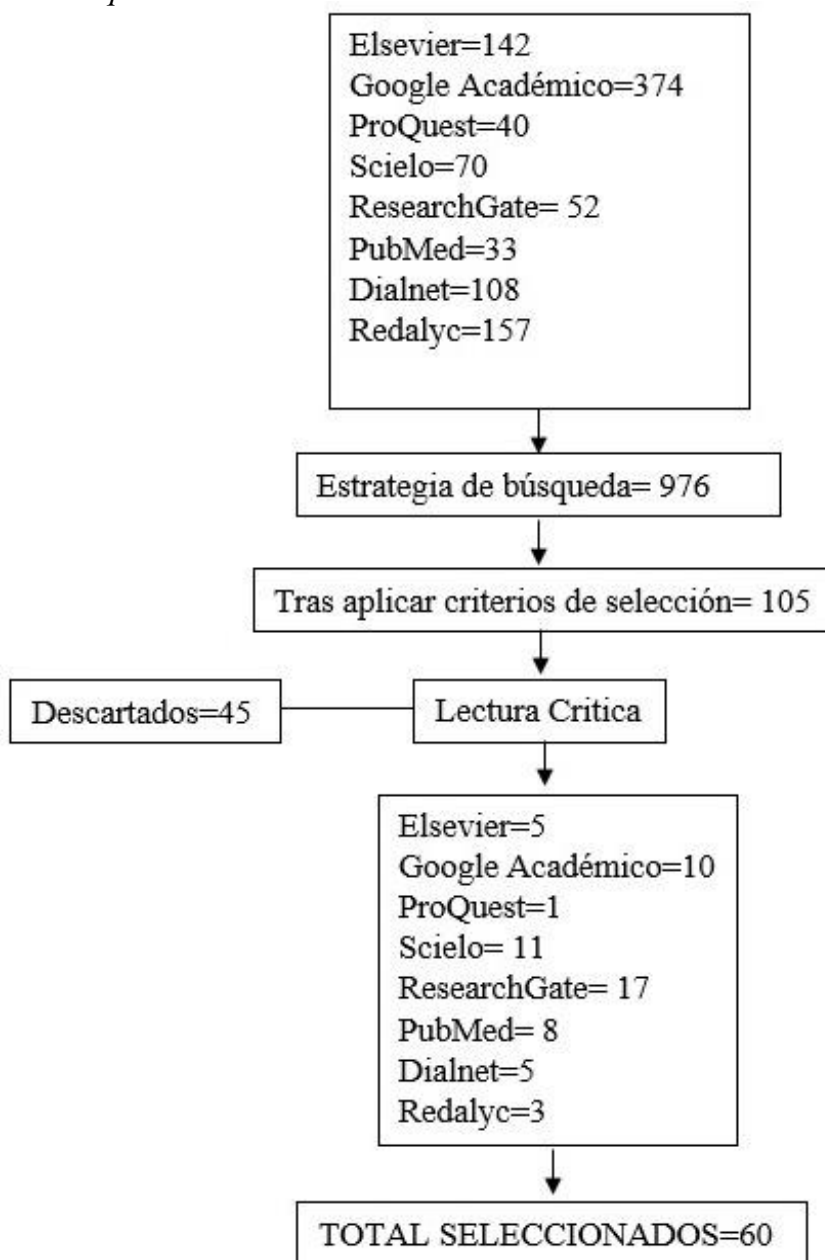 Elsevier=142
Google Académico=374
ProQuest=40
Scielo=70
ResearchGate= 52
PubMed=33
Dialnet=108
Redalyc=157
Estrategia de búsqueda= 976
Tras aplicar criterios de selección= 105
Descartados=45
Lectura Critica
Elsevier=5
Google Académico=10
ProQuest=1
Scielo= 11
ResearchGate= 17
PubMed= 8
Dialnet=5
Redalyc=3
TOTAL SELECCIONADOS=60